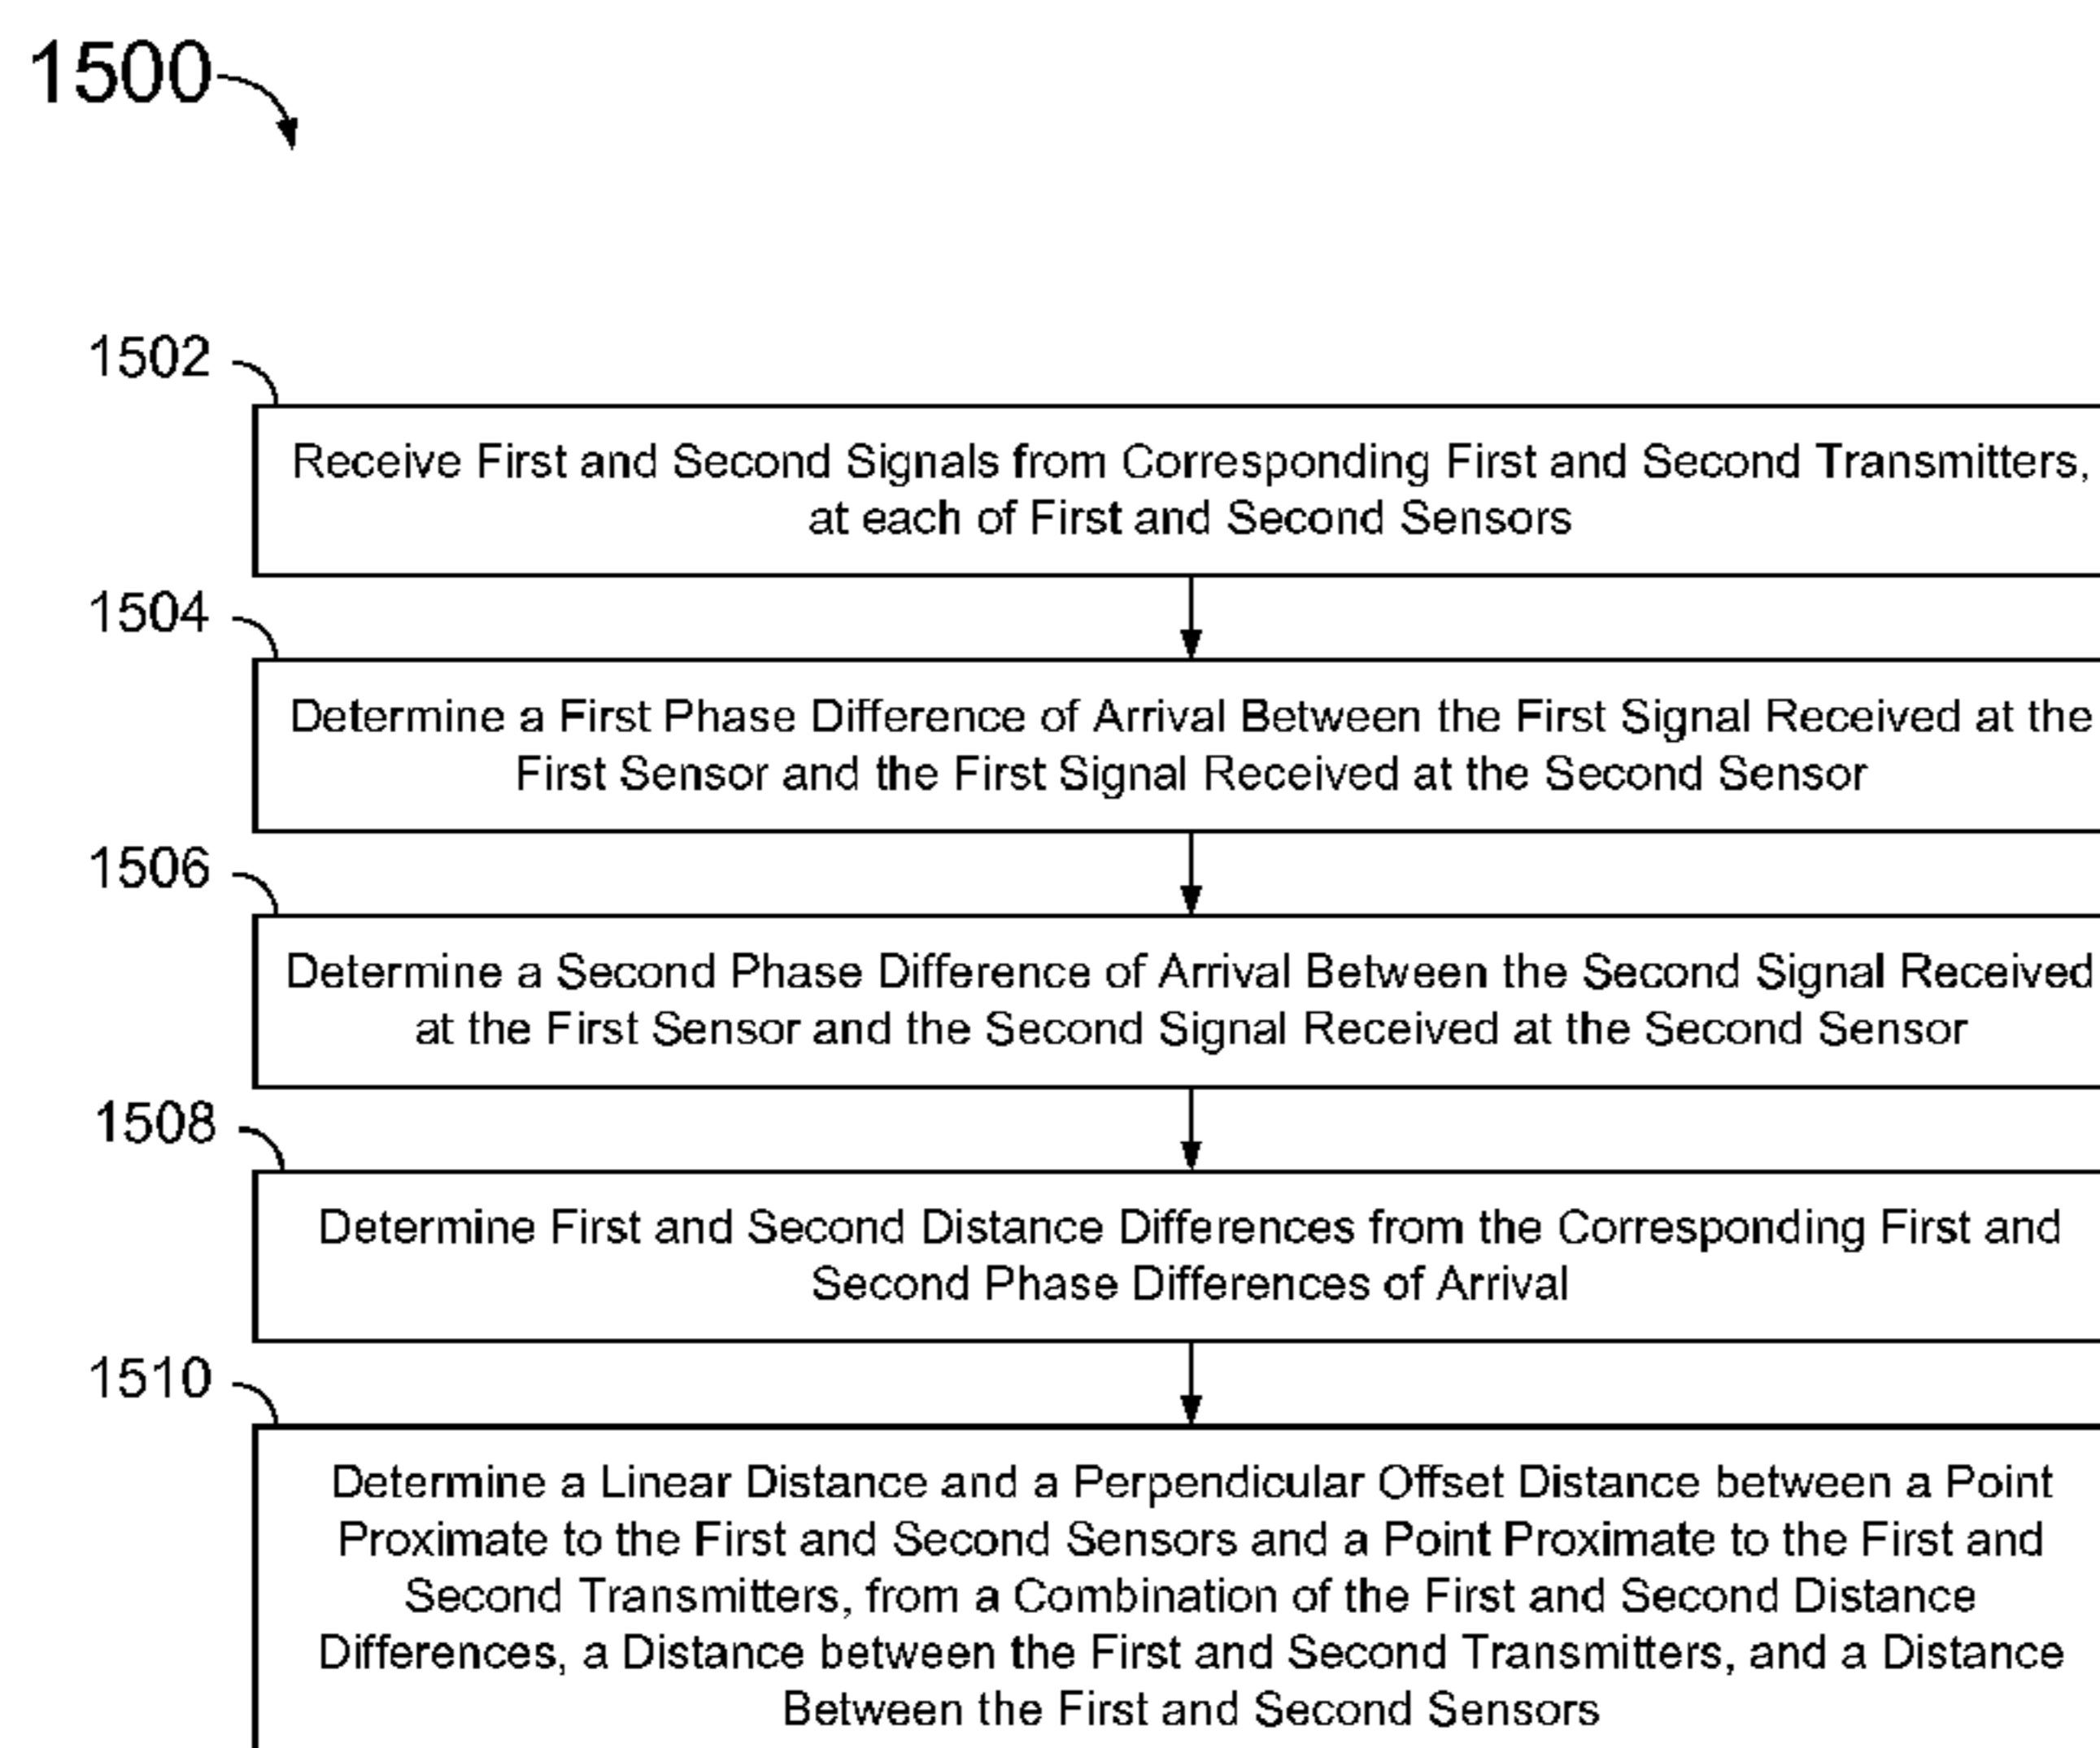 1500
1502
Receive First and Second Signals from Corresponding First and Second Transmitters,
at each of First and Second Sensors
1504
Determine a First Phase Difference of Arrival Between the First Signal Received at the
First Sensor and the First Signal Received at the Second Sensor
1506
Determine a Second Phase Difference of Arrival Between the Second Signal Received
at the First Sensor and the Second Signal Received at the Second Sensor
1508
Determine First and Second Distance Differences from the Corresponding First and
Second Phase Differences of Arrival
1510
Determine a Linear Distance and a Perpendicular Offset Distance between a Point
Proximate to the First and Second Sensors and a Point Proximate to the First and
Second Transmitters, from a Combination of the First and Second Distance
Differences, a Distance between the First and Second Transmitters, and a Distance
Between the First and Second Sensors